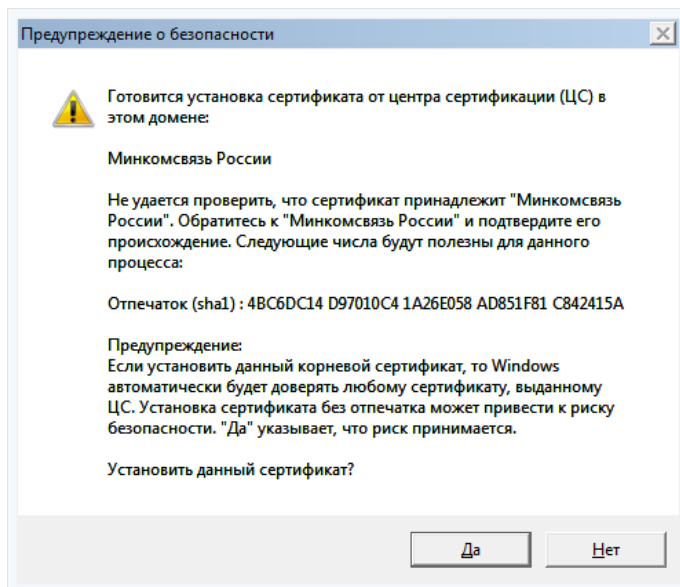 Предупреждение о безопасности
Готовится установка сертификата от центра сертификации (ЦС) в
этом домене:
Минкомсвязь России
Не удается проверить, что сертификат принадлежит "Минкомсвязь
России". Обратитесь к "Минкомсвязь России" и подтвердите его
происхождение. Следующие числа будут полезны для данного
процесса:
Отпечаток (sha1) : 4BC6DC14 D97010C4 1A26E058 AD851F81 C842415A
Предупреждение:
Если установить данный корневой сертификат, то Windows
автоматически будет доверять любому сертификату, выданному
ЦС. Установка сертификата без отпечатка может привести к риску
безопасности. "Да" указывает, что риск принимается.
Установить данный сертификат?
Да
Нет